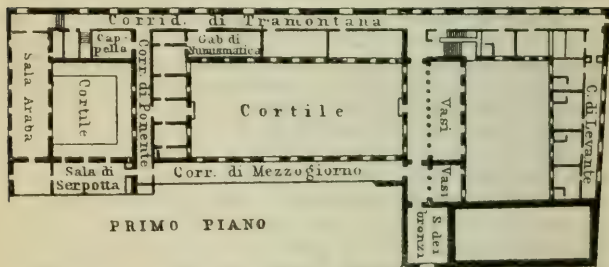 Corrid. di Tramontana
Cap-
pella
Gab di
Numismatica
Sala Araba
Cortile
Corr. di Ponente
Cortile
Vasi
C. di Levante
Sala di
Serpotta
Corr. di Mezzogiorno
Vasi
S. dei
bronzi
PRIMO PIANO